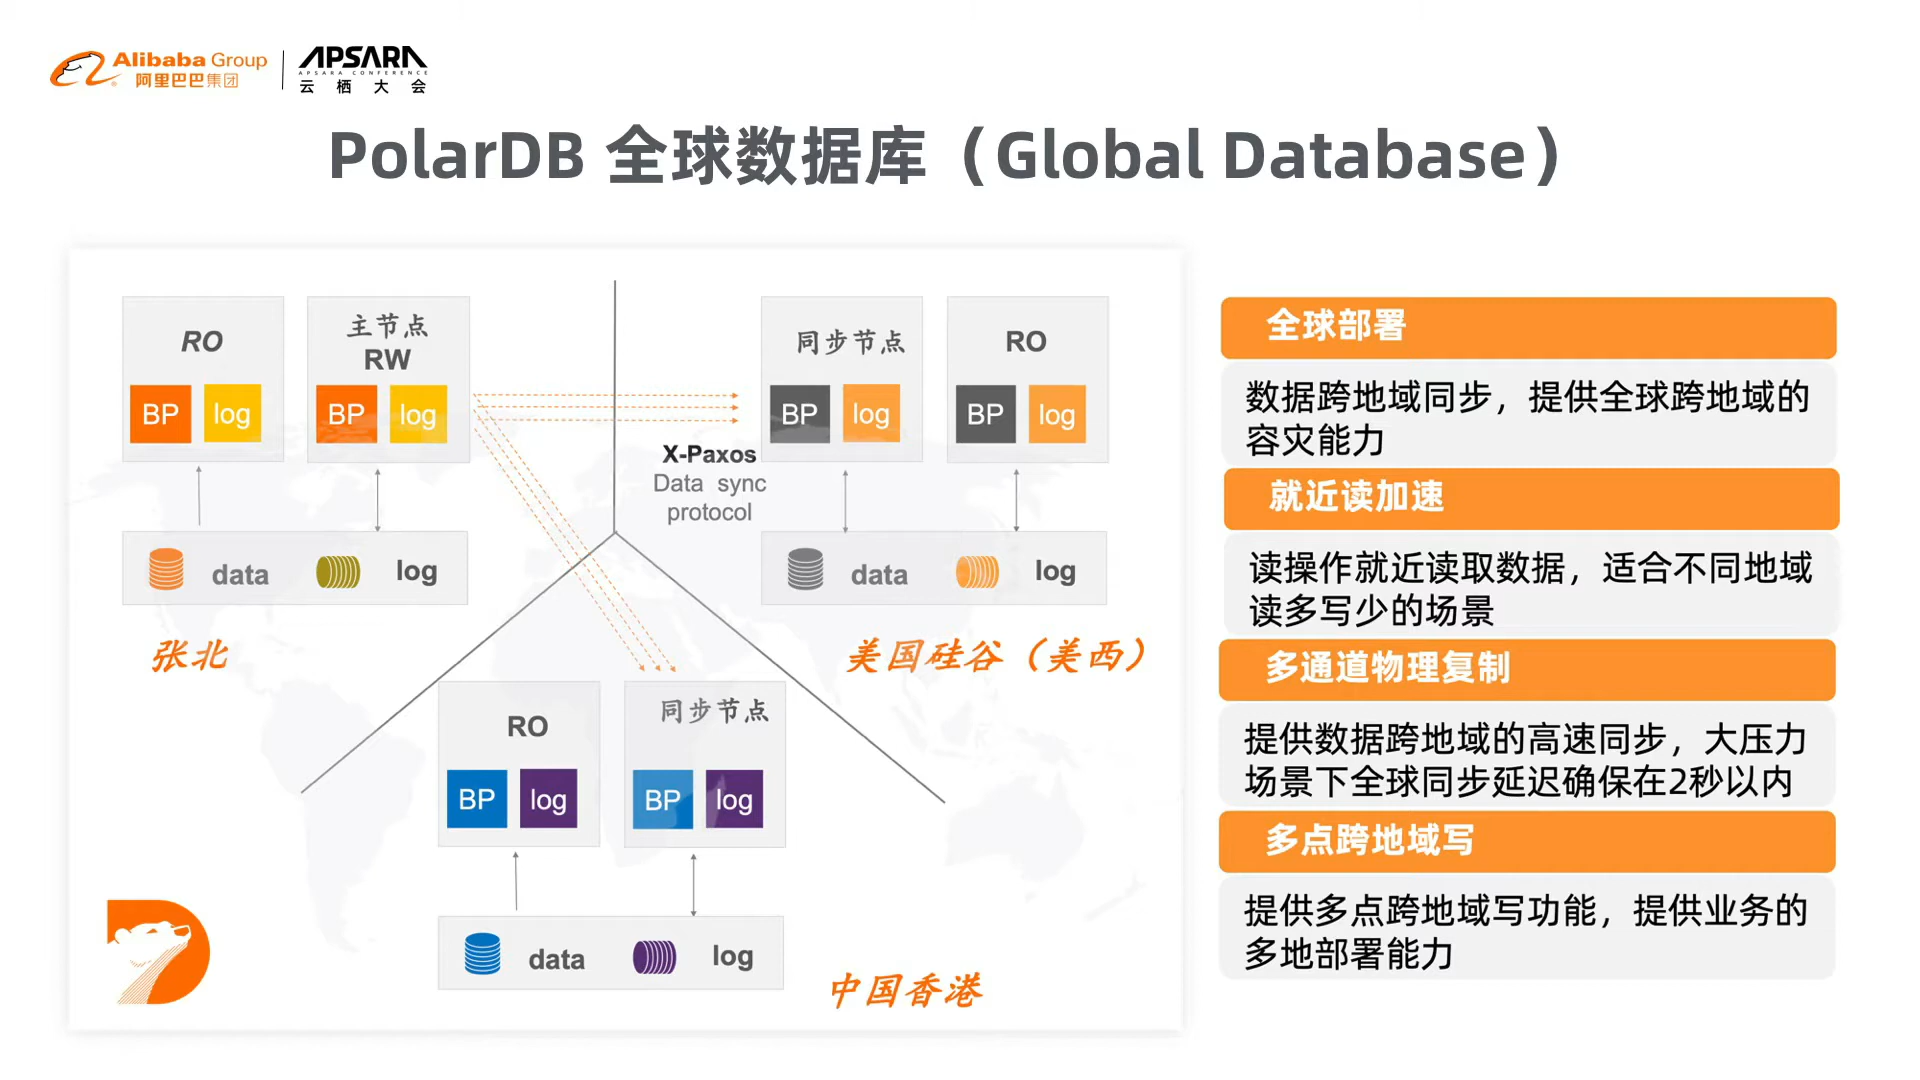 Alibaba Group
阿里巴巴集团
APSARA
APSARA CONFERENCE
云栖大会
PolarDB 全球数据库（Global Database）
RO
BP
log
主节点
RW
BP
log
data
log
张北
X-Paxos
Data sync
protocol
同步节点
BP
log
RO
BP
log
data
log
美国硅谷（美西）
RO
BP
log
同步节点
BP
log
data
log
中国香港
全球部署
数据跨地域同步，提供全球跨地域的
容灾能力
就近读加速
读操作就近读取数据，适合不同地域
读多写少的场景
多通道物理复制
提供数据跨地域的高速同步，大压力
场景下全球同步延迟确保在2秒以内
多点跨地域写
提供多点跨地域写功能，提供业务的
多地部署能力